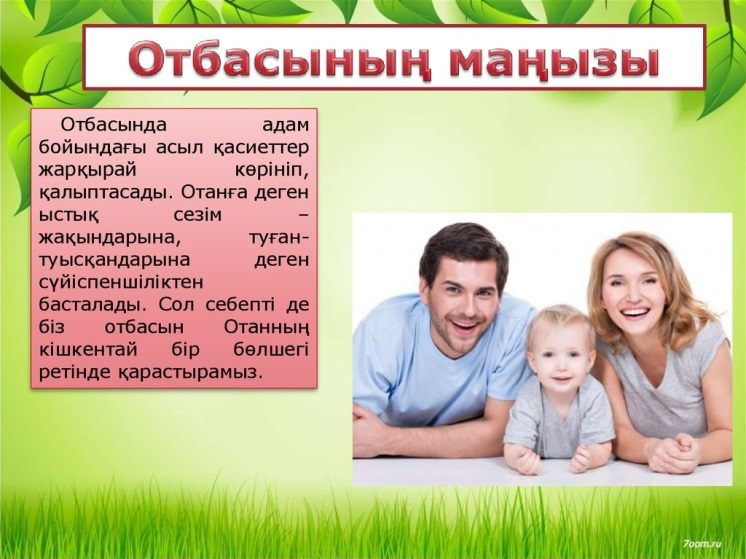 Отбасының маңызы
Отбасында адам
бойындағы асыл қасиеттер
жарқырай көрініп,
қалыптасады. Отанға деген
ыстық сезім –
жақындарына, туған-
туысқандарына деген
сүйіспеншіліктен
басталады. Сол себепті де
біз отбасын Отанның
кішкентай бір бөлшегі
ретінде қарастырамыз.
7oom.ru